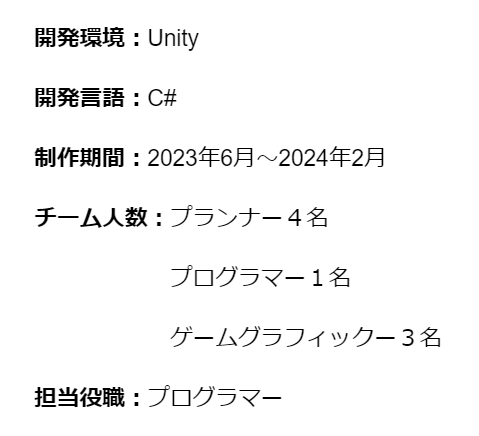 開発環境：Unity
開発言語：C#
制作期間：2023年6月～2024年2月
チーム人数：プランナー４名
プログラマー１名
ゲームグラフィックー３名
担当役職：プログラマー